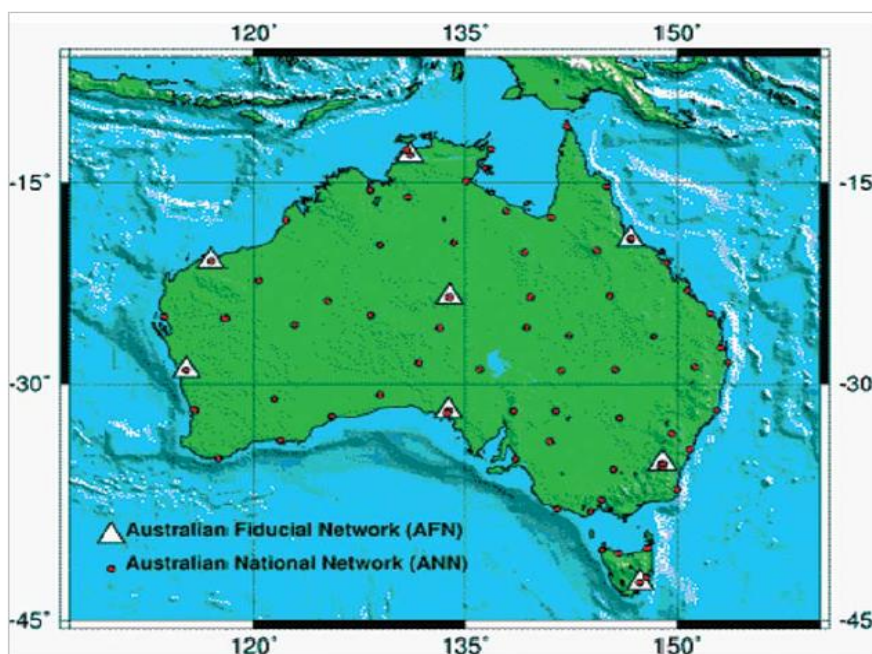 120° 135° 150°
-15° -15°
-30° -30°
Australian Fiducial Network (AFN)
Australian National Network (ANN)
-45° -45°
120° 135° 150°